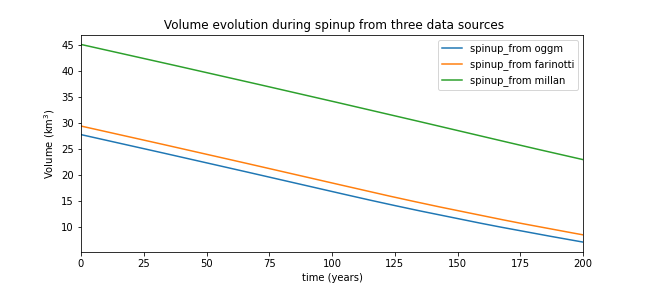 Volume evolution during spinup from three data sources
spinup_from oggm
spinup_from farinotti
spinup_from millan
Volume (km³)
45
40
35
30
25
20
15
10
0 25 50 75 100 125 150 175 200
time (years)